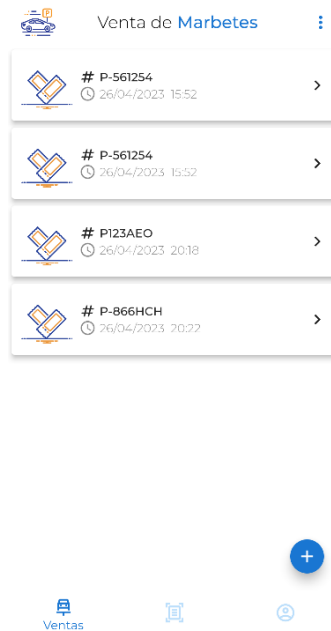 P
Venta de Marbetes
# P-561254
26/04/2023 15:52
# P-561254
26/04/2023 15:52
# P123AEO
26/04/2023 20:18
# P-866HCH
26/04/2023 20:22
+
Ventas